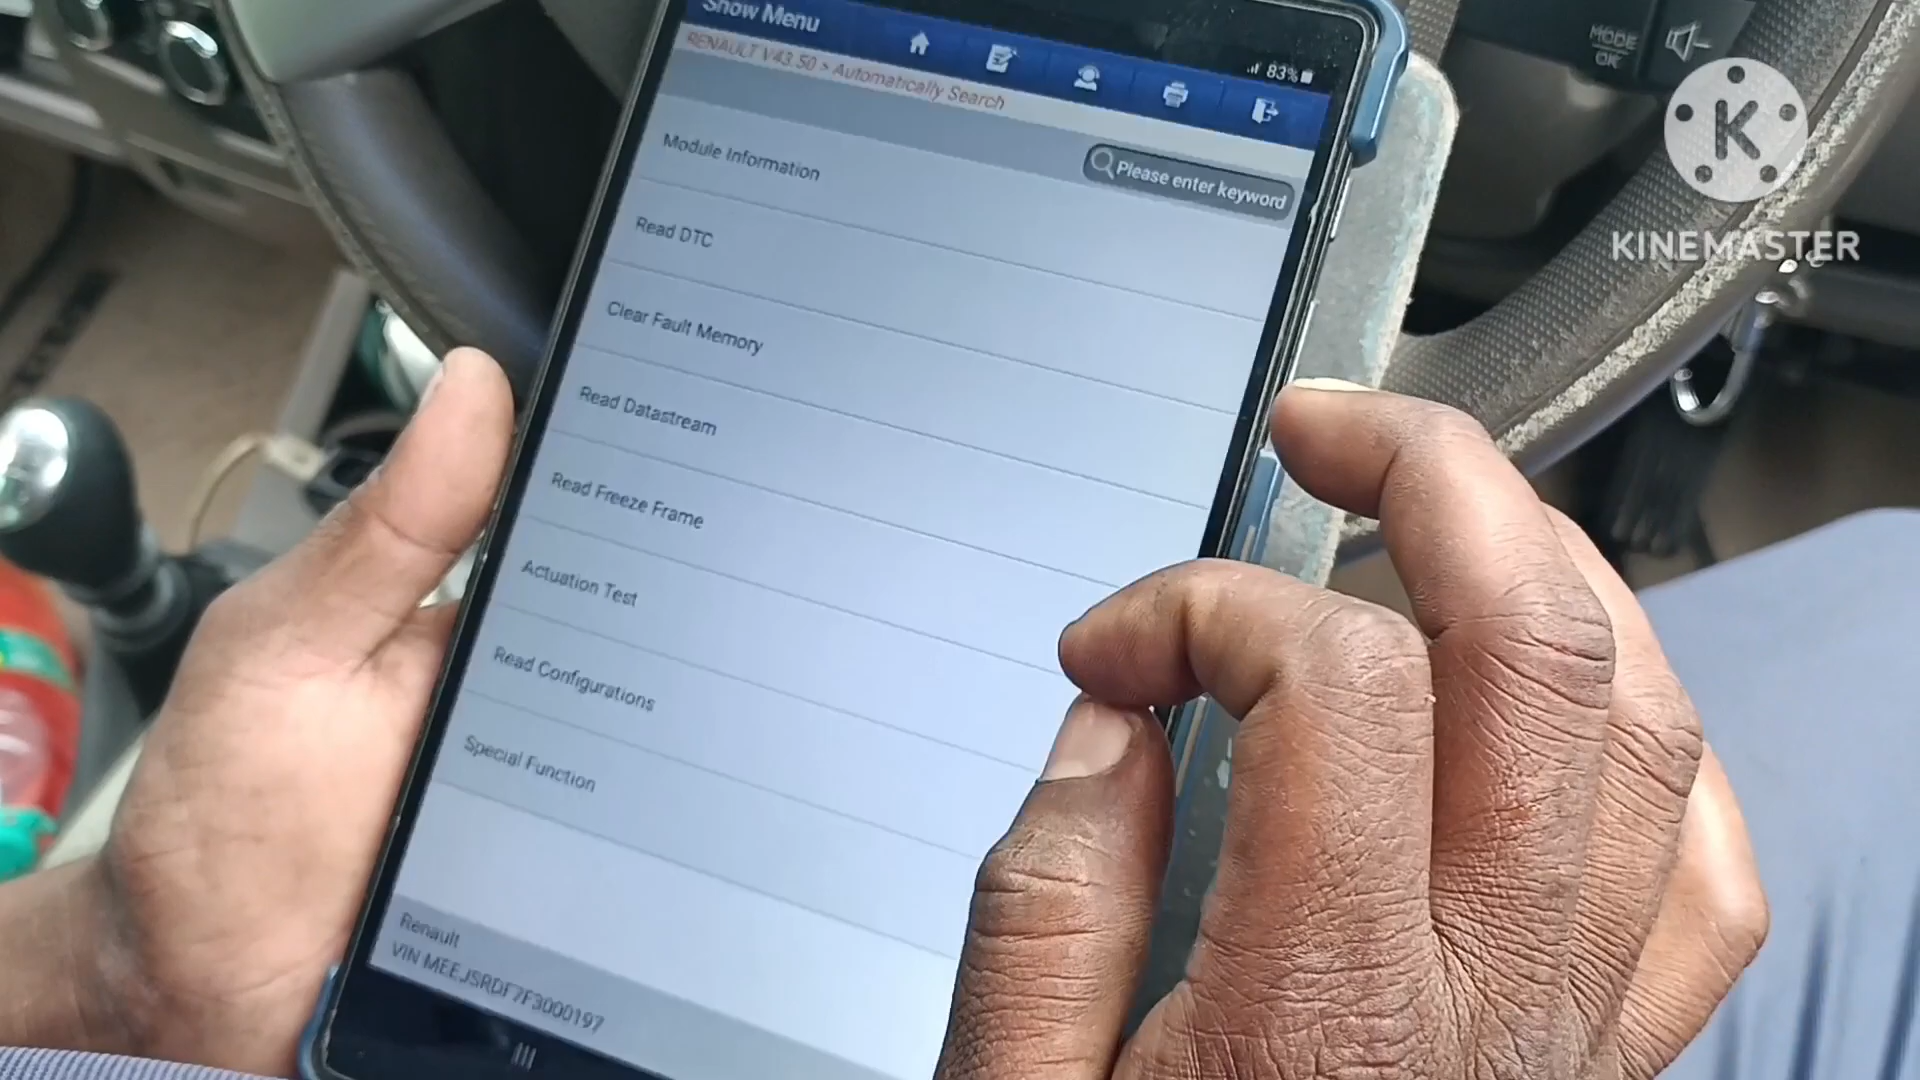 Show Menu
83%
RENAULT V43.50 > Automatically Search
Please enter keyword
Module Information
Read DTC
Clear Fault Memory
Read Datastream
Read Freeze Frame
Actuation Test
Read Configurations
Special Function
Renault
VIN MEEJSRDF7F3000197
MODE
OK
K
KINEMASTER